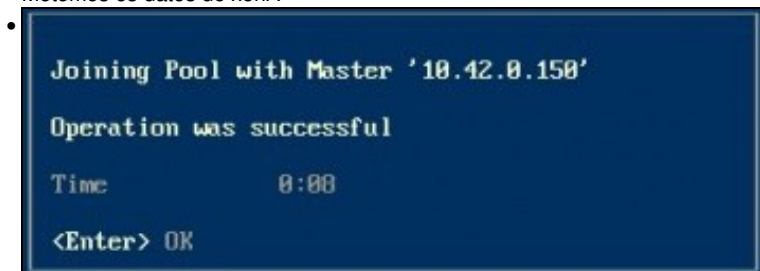 Joining Pool with Master '10.42.0.150'
Operation was successful
Time 0:08
<Enter> OK